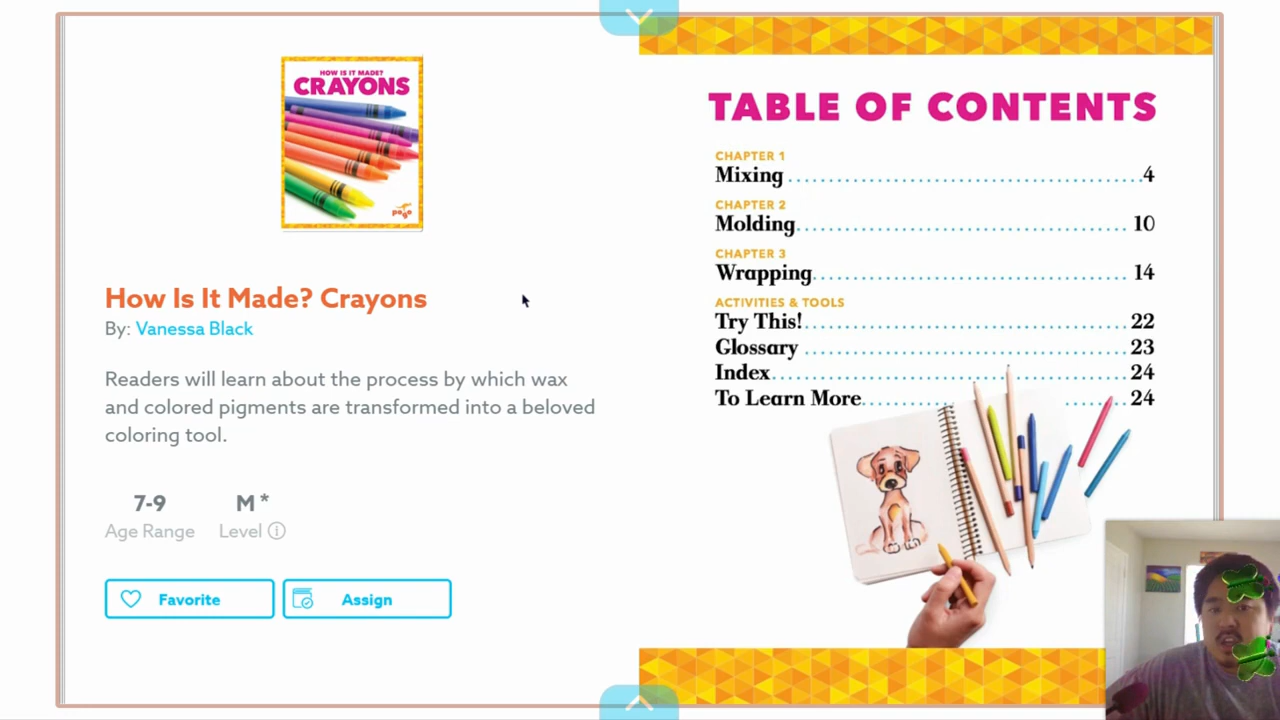 HOW IS IT MADE?
CRAYONS
pogo
How Is It Made? Crayons
By: Vanessa Black
Readers will learn about the process by which wax
and colored pigments are transformed into a beloved
coloring tool.
7-9 M *
Age Range Level
Favorite Assign
TABLE OF CONTENTS
CHAPTER 1
Mixing 4
CHAPTER 2
Molding 10
CHAPTER 3
Wrapping 14
ACTIVITIES & TOOLS
Try This! 22
Glossary 23
Index 24
To Learn More 24